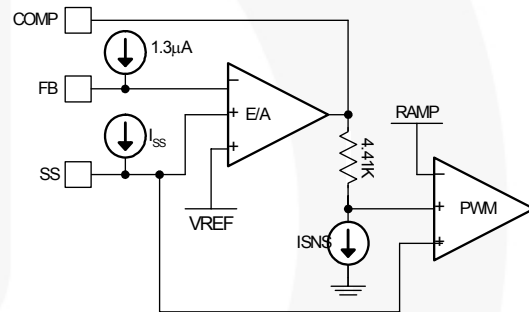 COMP
1.3µA
FB
−
E/A
+
+
ISS
SS
VREF
4.41K
ISNS
RAMP
−
+
+
PWM